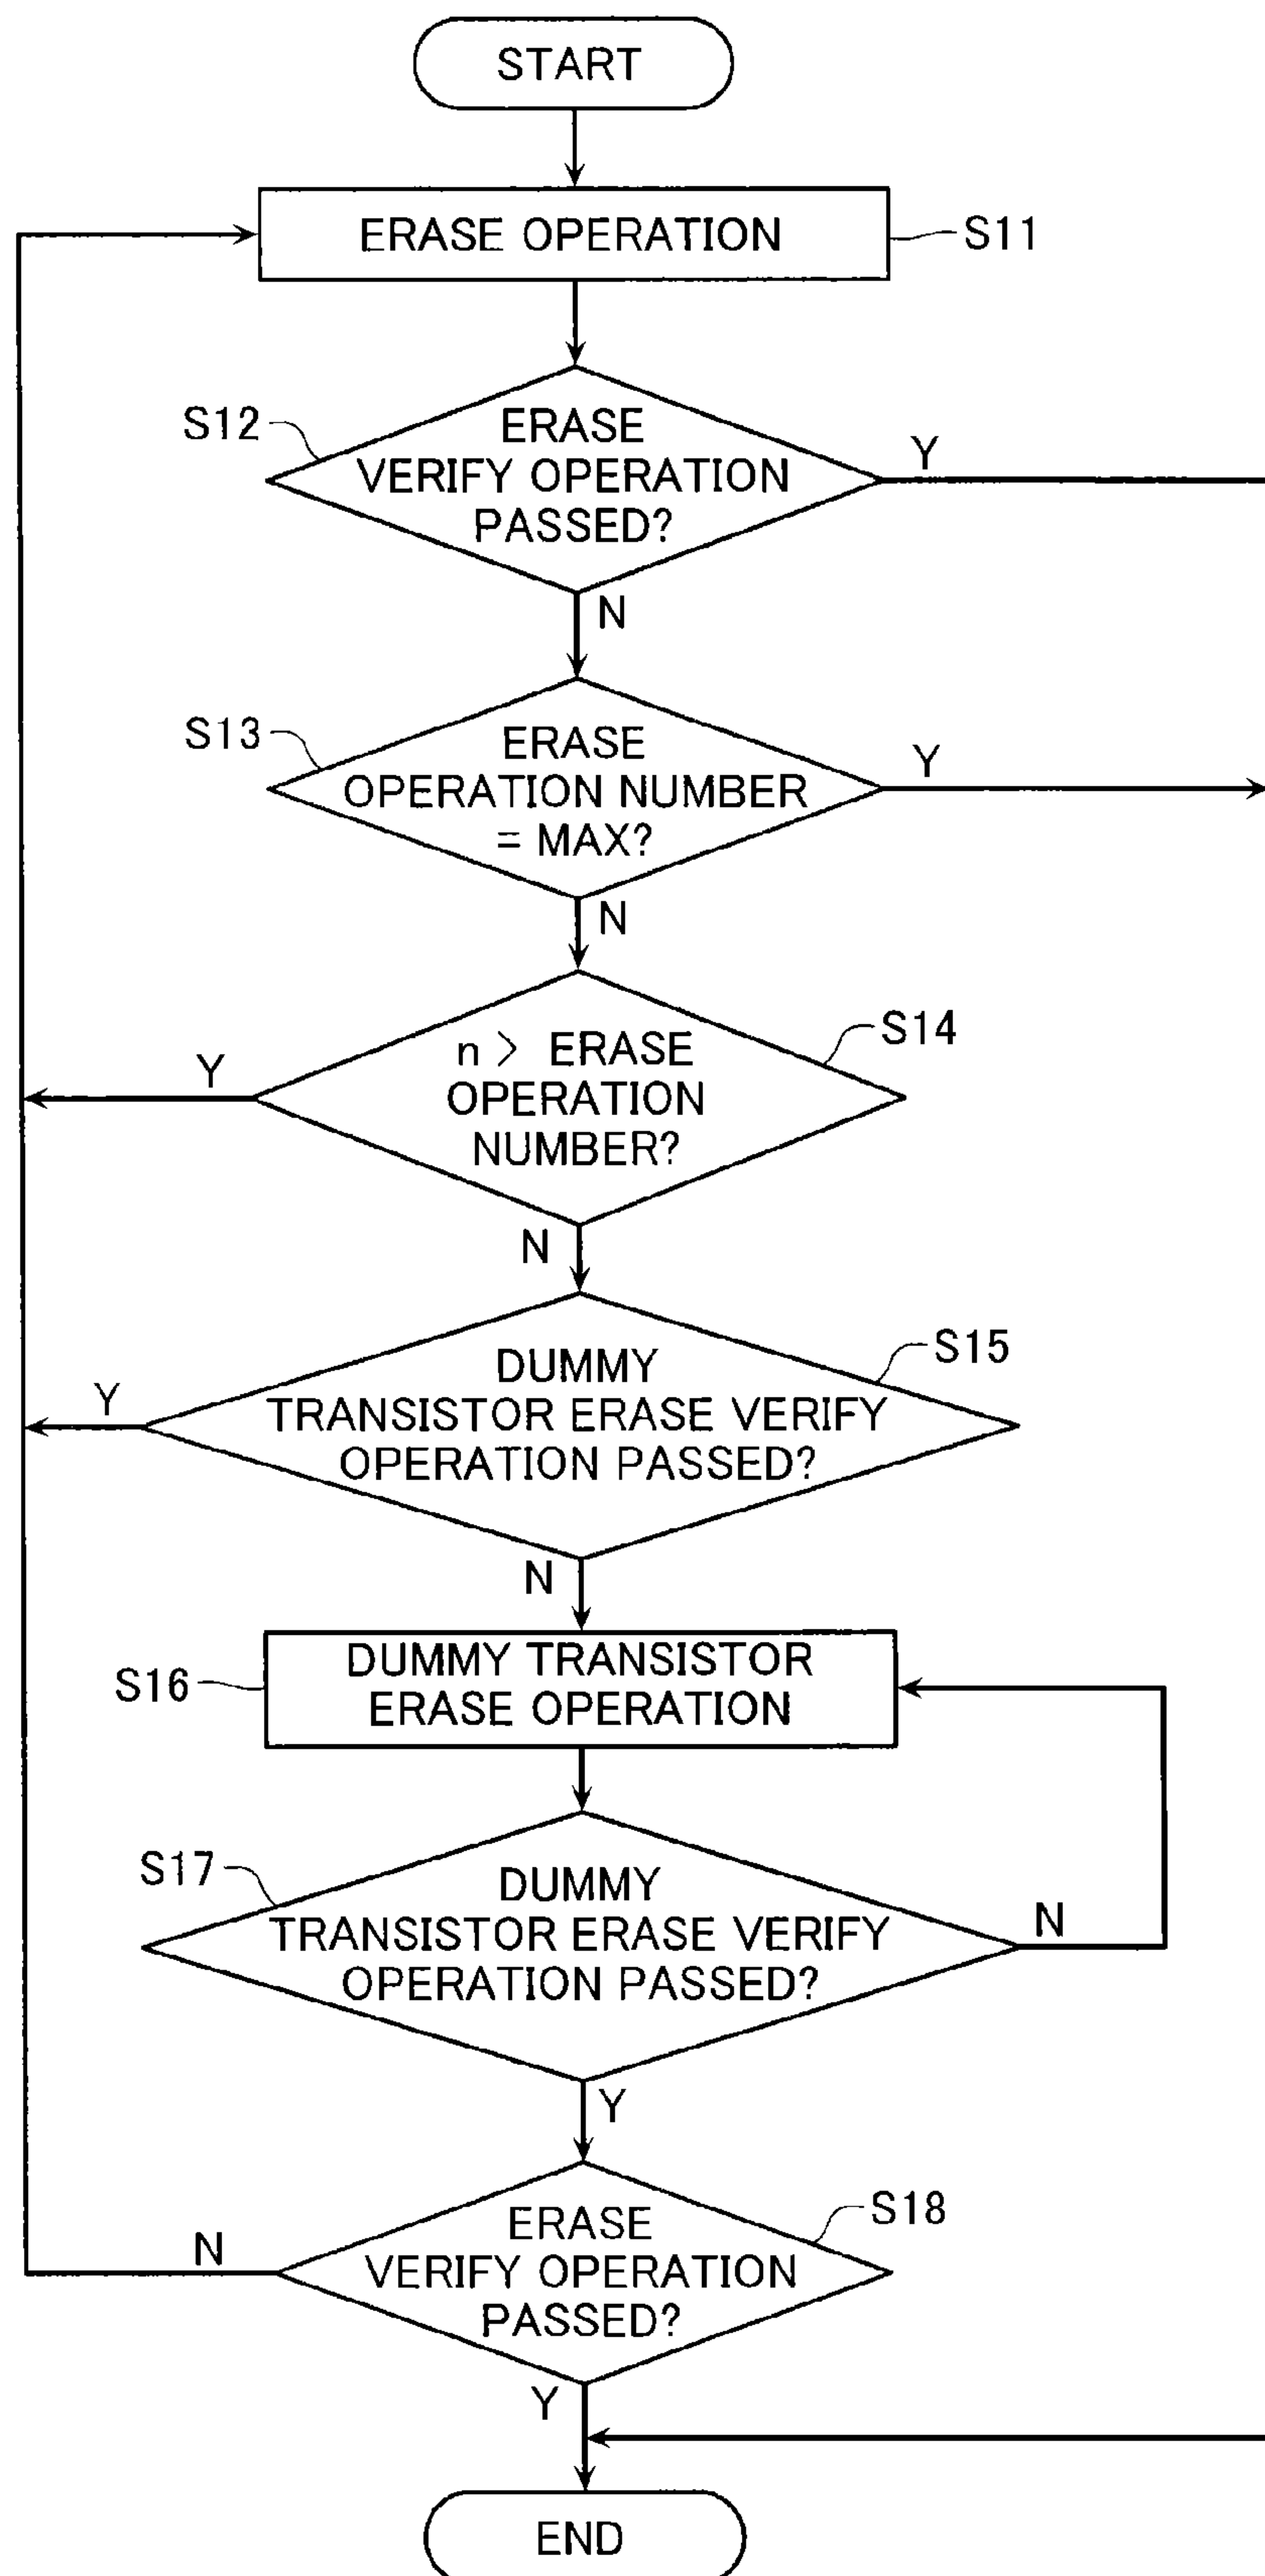 START
ERASE OPERATION
S11
S12
ERASE
VERIFY OPERATION
PASSED?
Y
N
S13
ERASE
OPERATION NUMBER
= MAX?
Y
N
S14
n > ERASE
OPERATION
NUMBER?
Y
N
S15
DUMMY
TRANSISTOR ERASE VERIFY
OPERATION PASSED?
Y
N
S16
DUMMY TRANSISTOR
ERASE OPERATION
S17
DUMMY
TRANSISTOR ERASE VERIFY
OPERATION PASSED?
N
Y
S18
ERASE
VERIFY OPERATION
PASSED?
N
Y
END